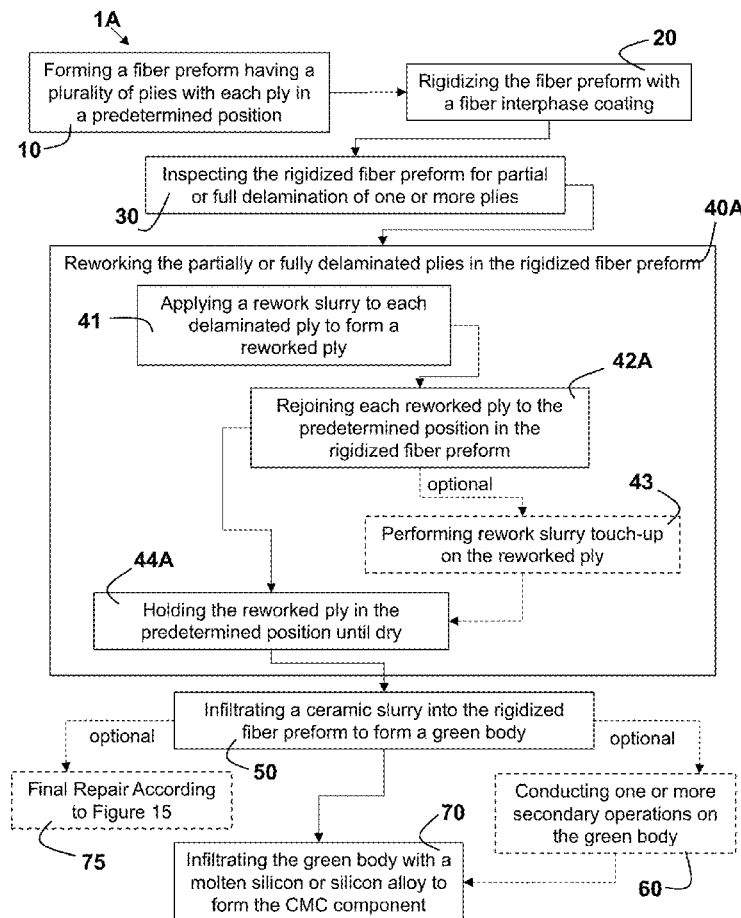 1A
Forming a fiber preform having a
plurality of plies with each ply in
a predetermined position
10
20
Rigidizing the fiber preform with
a fiber interphase coating
Inspecting the rigidized fiber preform for partial
or full delamination of one or more plies
30
40A
Reworking the partially or fully delaminated plies in the rigidized fiber preform
41
Applying a rework slurry to each
delaminated ply to form a
reworked ply
42A
Rejoining each reworked ply to the
predetermined position in the
rigidized fiber preform
optional
43
Performing rework slurry touch-up
on the reworked ply
44A
Holding the reworked ply in the
predetermined position until dry
Infiltrating a ceramic slurry into the rigidized
fiber preform to form a green body
50
optional
optional
Final Repair According
to Figure 15
75
Conducting one or more
secondary operations on
the green body
60
70
Infiltrating the green body with a
molten silicon or silicon alloy to
form the CMC component